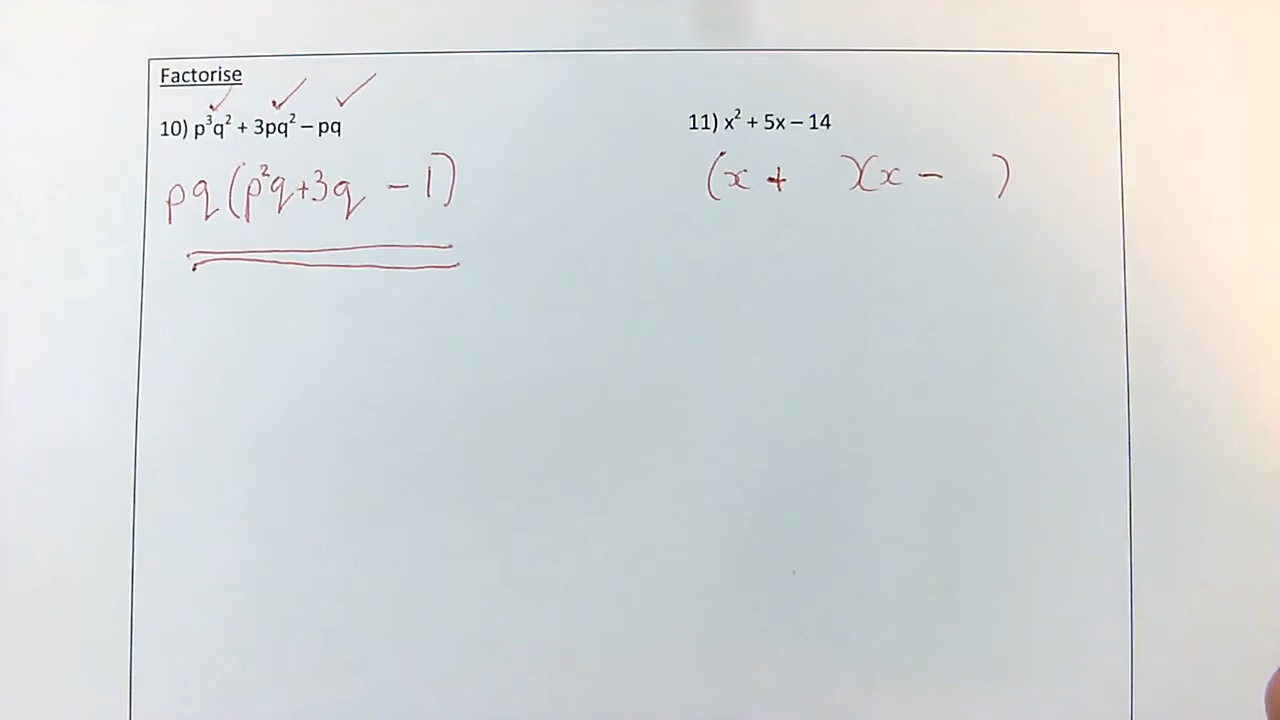 Factorise
10) p³q² + 3pq² – pq
pq(p²q+3q – 1)
11) x² + 5x – 14
(x + )(x – )